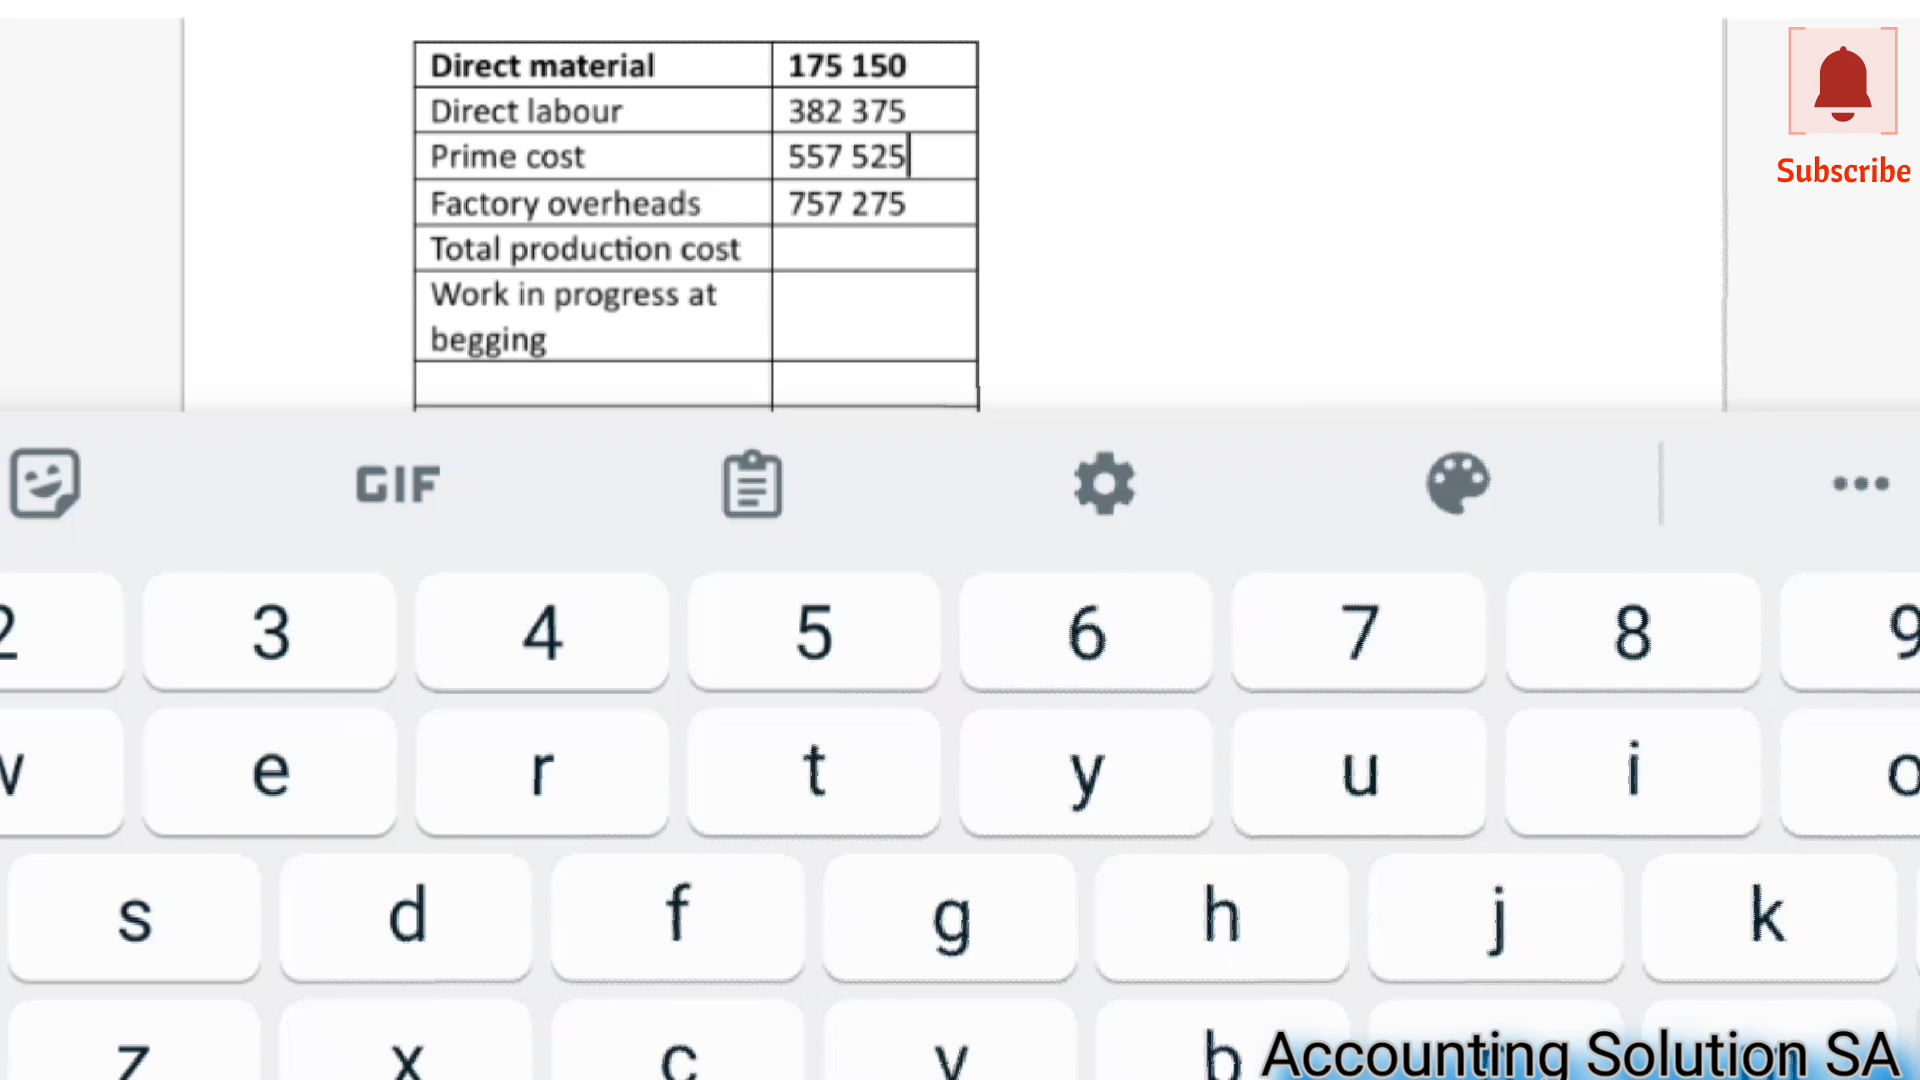 Direct material 175 150
Direct labour 382 375
Prime cost 557 525
Factory overheads 757 275
Total production cost
Work in progress at
begging
Subscribe
GIF
2 3 4 5 6 7 8 9
w e r t y u i o
s d f g h j k
z x c v b
Accounting Solution SA